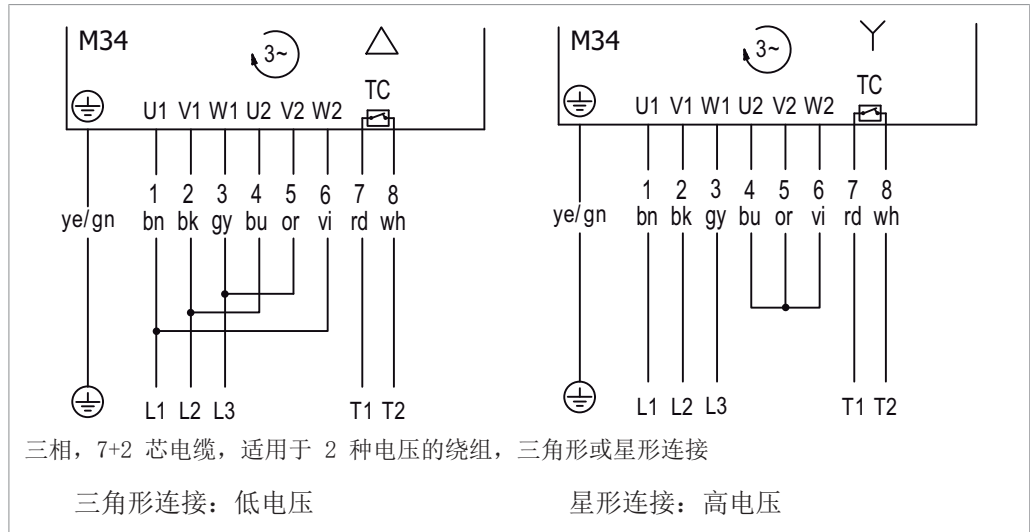 M34 3~ △
TC
U1 V1 W1 U2 V2 W2
1 2 3 4 5 6 7 8
ye/gn bn bk gy bu or vi rd wh
L1 L2 L3 T1 T2
M34 3~ Y
TC
U1 V1 W1 U2 V2 W2
1 2 3 4 5 6 7 8
ye/gn bn bk gy bu or vi rd wh
L1 L2 L3 T1 T2
三相，7+2 芯电缆，适用于 2 种电压的绕组，三角形或星形连接
三角形连接：低电压 星形连接：高电压